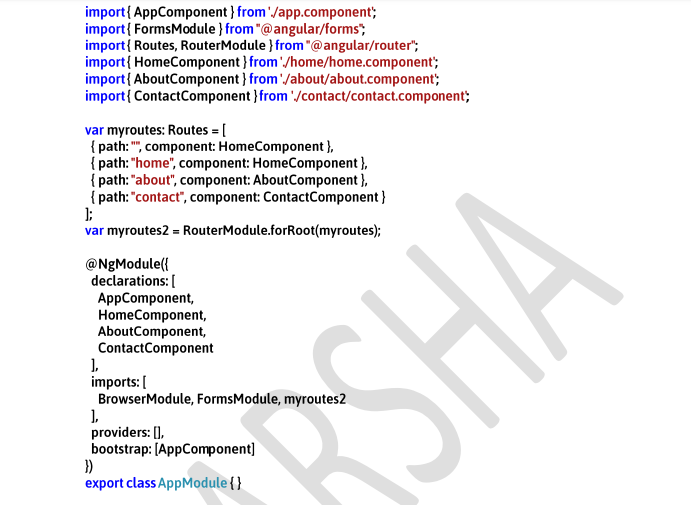 import { AppComponent } from './app.component';
import { FormsModule } from "@angular/forms";
import { Routes, RouterModule } from "@angular/router";
import { HomeComponent } from './home/home.component';
import { AboutComponent } from './about/about.component';
import { ContactComponent } from './contact/contact.component';

var myroutes: Routes = [
  { path: "", component: HomeComponent },
  { path: "home", component: HomeComponent },
  { path: "about", component: AboutComponent },
  { path: "contact", component: ContactComponent }
];
var myroutes2 = RouterModule.forRoot(myroutes);

@NgModule({
  declarations: [
    AppComponent,
    HomeComponent,
    AboutComponent,
    ContactComponent
  ],
  imports: [
    BrowserModule, FormsModule, myroutes2
  ],
  providers: [],
  bootstrap: [AppComponent]
})
export class AppModule { }
ARSHA